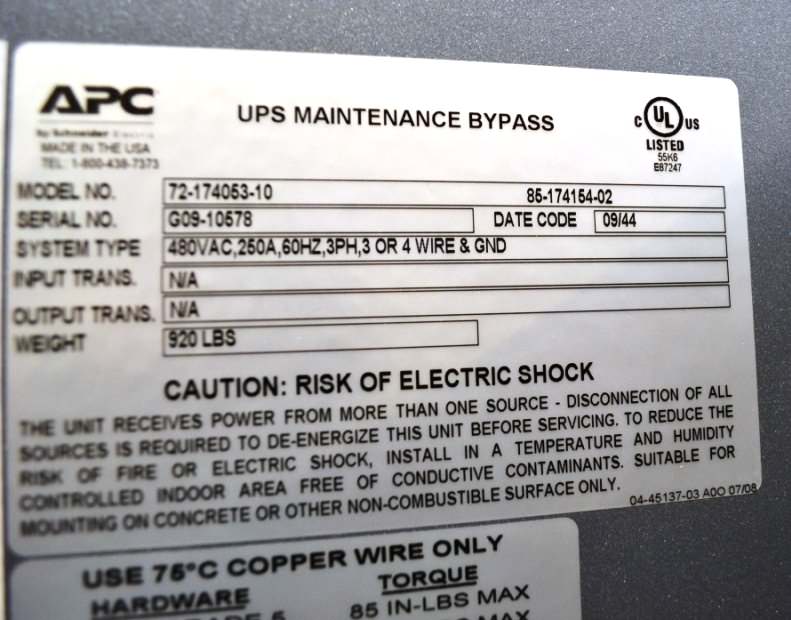 APC
by Schneider Electric
MADE IN THE USA
TEL: 1-800-438-7373
UPS MAINTENANCE BYPASS
C UL US
LISTED
55K6
E87247
MODEL NO. 72-174053-10 85-174154-02
SERIAL NO. G09-10578 DATE CODE 09/44
SYSTEM TYPE 480VAC,250A,60HZ,3PH,3 OR 4 WIRE & GND
INPUT TRANS. N/A
OUTPUT TRANS. N/A
WEIGHT 920 LBS
CAUTION: RISK OF ELECTRIC SHOCK
THE UNIT RECEIVES POWER FROM MORE THAN ONE SOURCE - DISCONNECTION OF ALL
SOURCES IS REQUIRED TO DE-ENERGIZE THIS UNIT BEFORE SERVICING. TO REDUCE THE
RISK OF FIRE OR ELECTRIC SHOCK, INSTALL IN A TEMPERATURE AND HUMIDITY
CONTROLLED INDOOR AREA FREE OF CONDUCTIVE CONTAMINANTS. SUITABLE FOR
MOUNTING ON CONCRETE OR OTHER NON-COMBUSTIBLE SURFACE ONLY.
04-45137-03 A00 07/08
USE 75°C COPPER WIRE ONLY
HARDWARE TORQUE
5 85 IN-LBS MAX
MAX